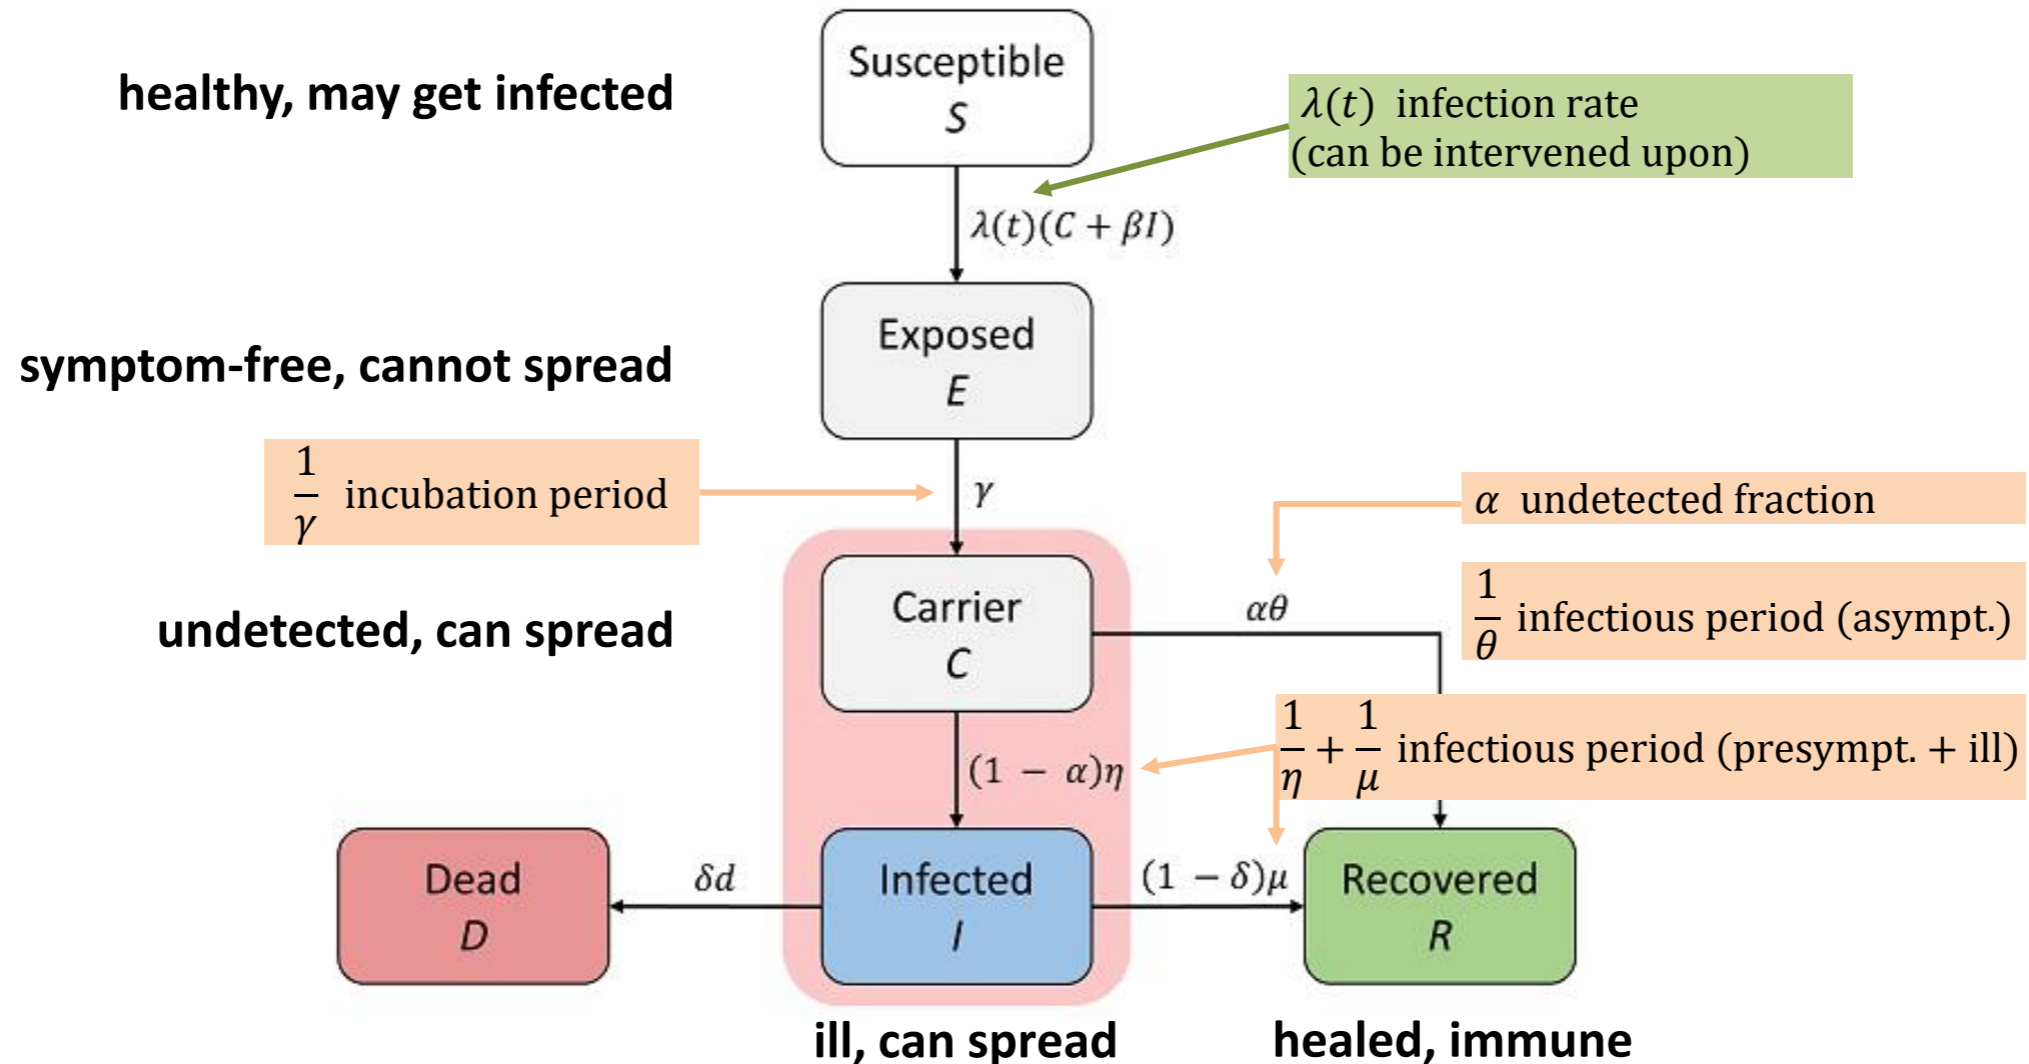 Susceptible
S
healthy, may get infected
λ(t) infection rate
(can be intervened upon)
λ(t)(C + βI)
Exposed
E
symptom-free, cannot spread
1/γ incubation period
γ
α undetected fraction
Carrier
C
undetected, can spread
αθ
1/θ infectious period (asympt.)
(1 − α)η
1/η + 1/μ infectious period (presympt. + ill)
Dead
D
δd
Infected
I
(1 − δ)μ
Recovered
R
ill, can spread
healed, immune